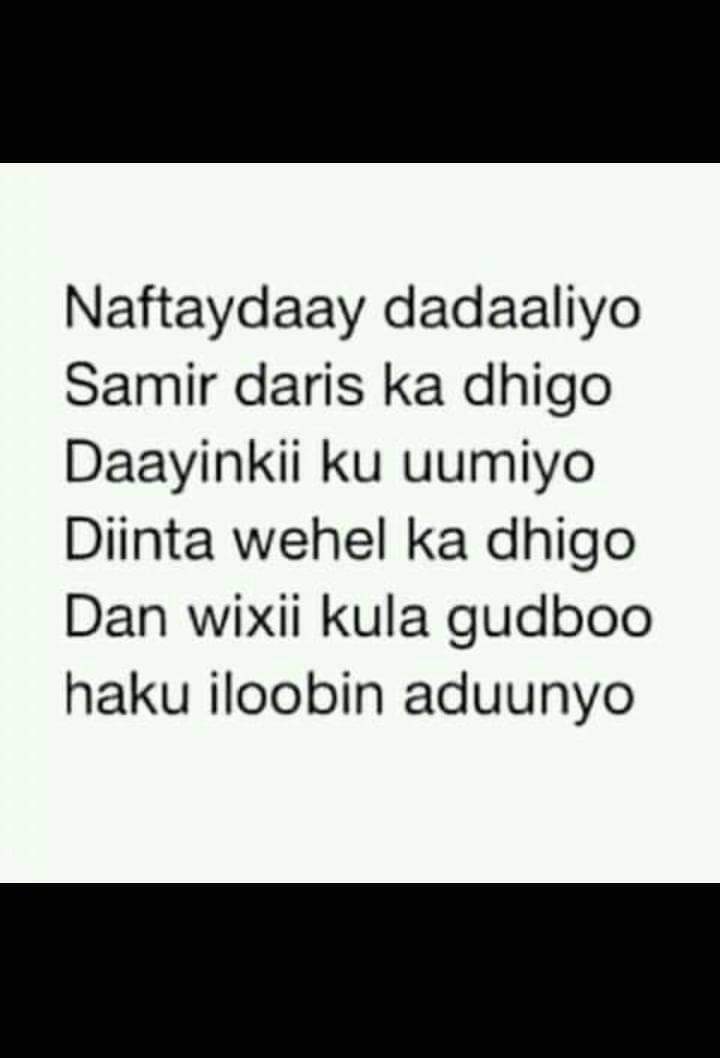 Naftaydaay dadaaliyo
Samir daris ka dhigo
Daayinkii ku uumiyo
Diinta wehel ka dhigo
Dan wixii kula gudboo
haku iloobin aduunyo